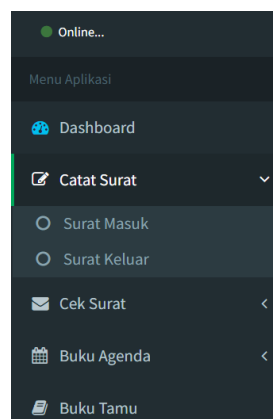 Online...
Menu Aplikasi
Dashboard
Catat Surat
Surat Masuk
Surat Keluar
Cek Surat
Buku Agenda
Buku Tamu